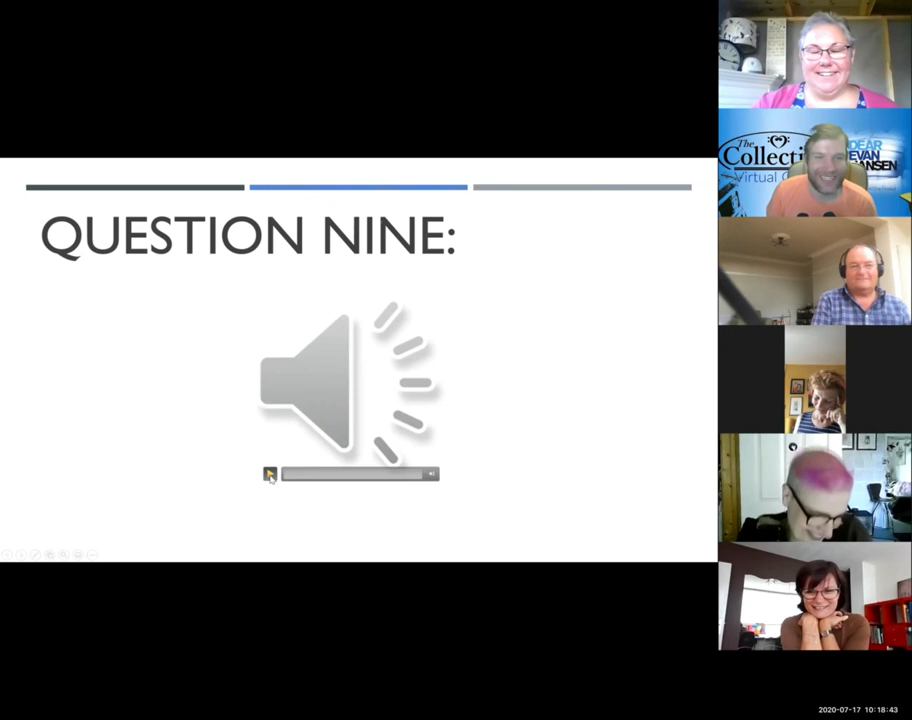 QUESTION NINE:
The
Collecti
Virtual
DEAR
EVAN
HANSEN
2020-07-17 10:18:43